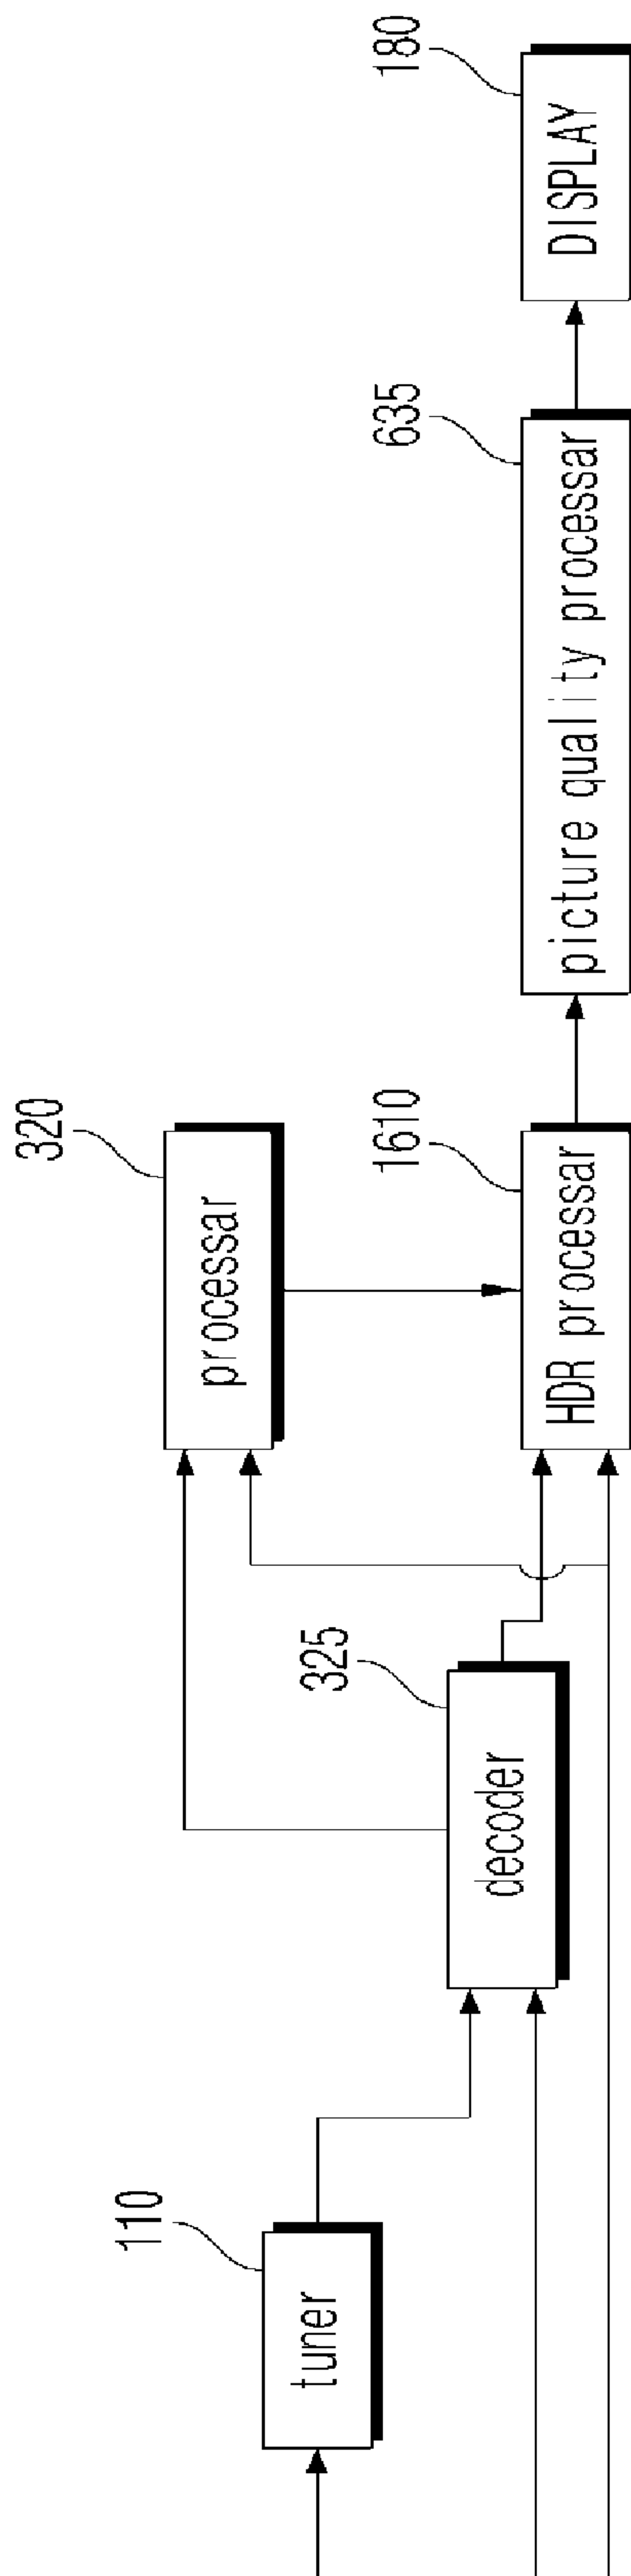 110
tuner
325
decoder
320
processar
1610
HDR processar
635
picture quality processar
180
DISPLAY